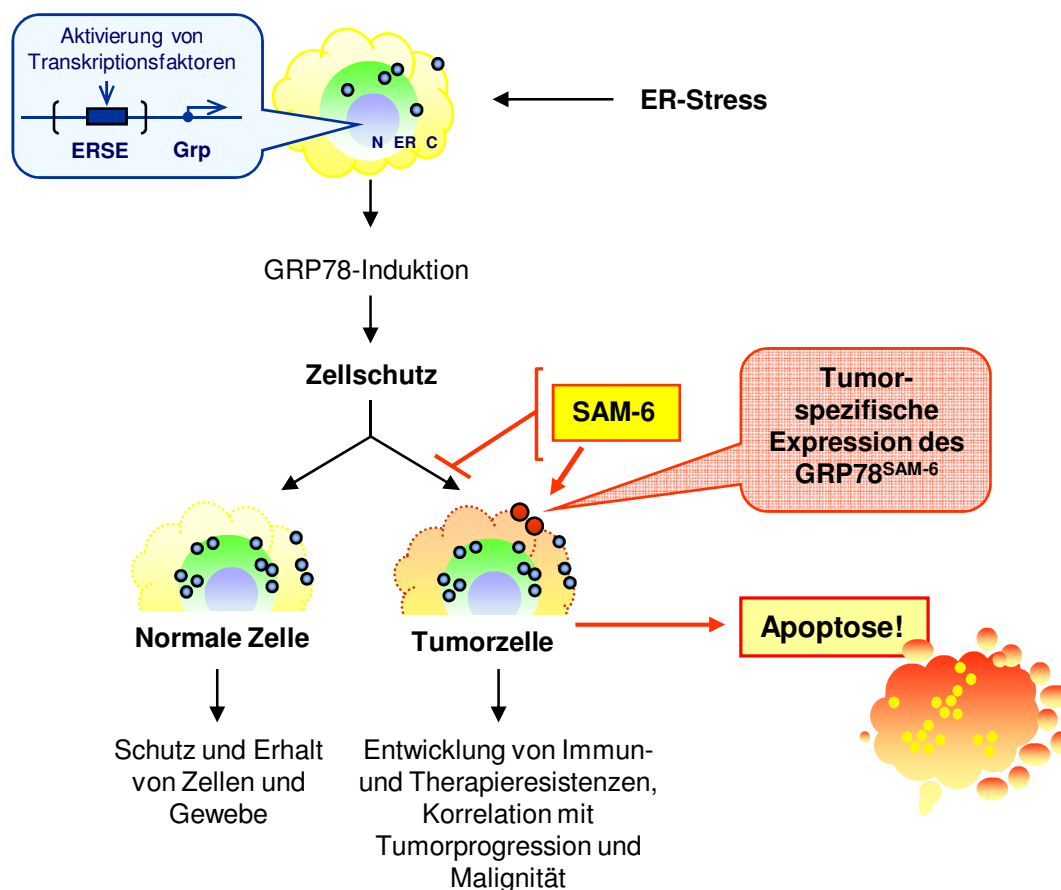 Aktivierung von
Transkriptionsfaktoren
ERSE Grp
N ER C
ER-Stress
GRP78-Induktion
Zellschutz
SAM-6
Tumor-
spezifische
Expression des
GRP78SAM-6
Normale Zelle
Tumorzelle
Apoptose!
Schutz und Erhalt
von Zellen und
Gewebe
Entwicklung von Immun-
und Therapieresistenzen,
Korrelation mit
Tumorprogression und
Malignität